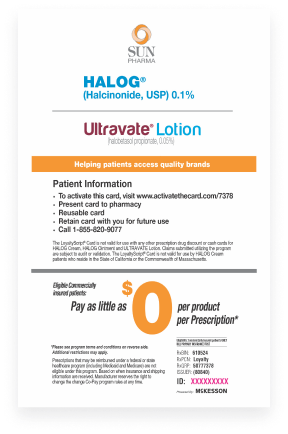 SUN
PHARMA
HALOG®
(Halcinonide, USP) 0.1%
Ultravate® Lotion
(halobetasol propionate, 0.05%)
Helping patients access quality brands
Patient Information
• To activate this card, visit www.activatethecard.com/7378
• Present card to pharmacy
• Reusable card
• Retain card with you for future use
• Call 1-855-820-9077
The LoyaltyScript® Card is not valid for use with any other prescription drug discount or cash cards for
HALOG Cream, HALOG Ointment and ULTRAVATE Lotion. Claims submitted utilizing the program
are subject to audit or validation. The LoyaltyScript® Card is not valid for use by HALOG Cream
patients who reside in the State of California or the Commonwealth of Massachusetts.
Eligible Commercially
insured patients:
Pay as little as $0 per product
per Prescription*
*Please see program terms and conditions on reverse side.
Additional restrictions may apply.
Prescriptions that may be reimbursed under a federal or state
healthcare program (including Medicaid and Medicare) are not
eligible under this program. Based on when insurance and shipping
information are received. Manufacturer reserves the right to
change the change Co-Pay program rules at any time.
RxBIN: 610524
RxPCN: Loyalty
RxGRP: 50777378
ISSUER: (80840)
ID: XXXXXXXXX
Powered by: MCKESSON